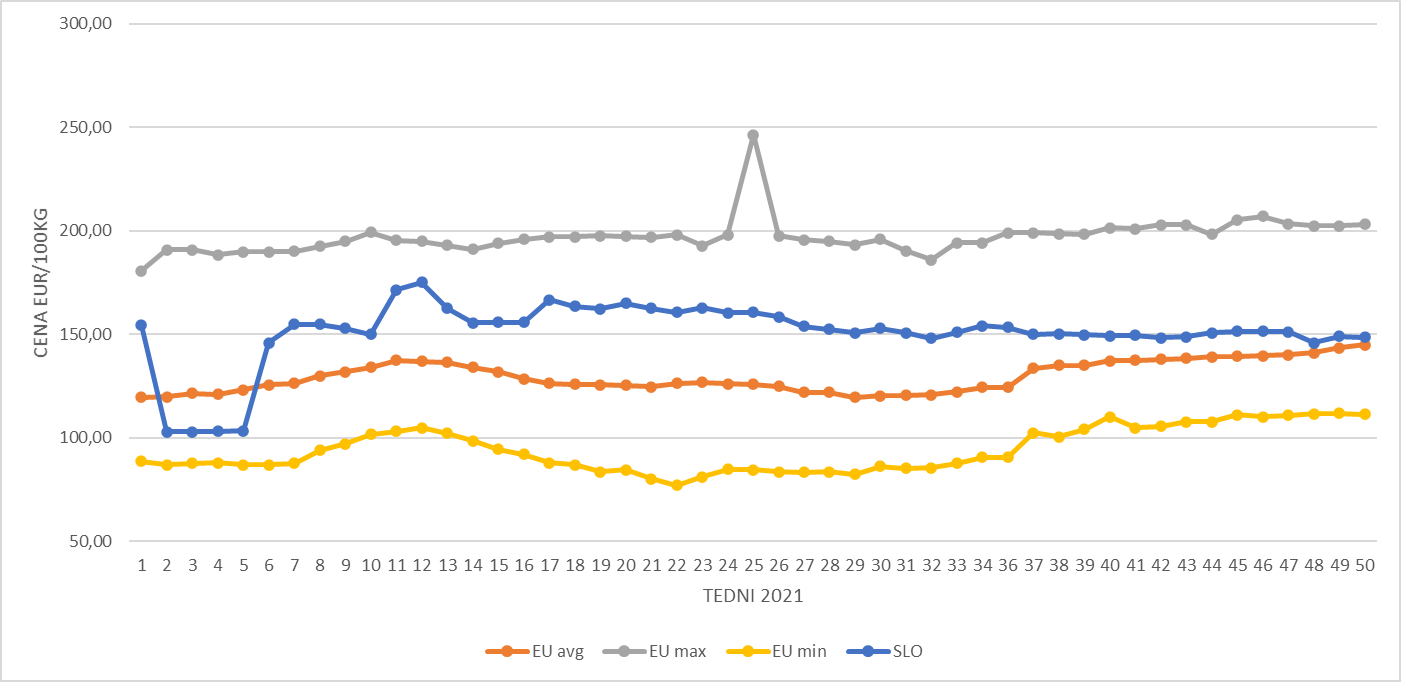 300,00
250,00
200,00
150,00
100,00
50,00
CENA EUR/100KG
1 2 3 4 5 6 7 8 9 10 11 12 13 14 15 16 17 18 19 20 21 22 23 24 25 26 27 28 29 30 31 32 33 34 36 37 38 39 40 41 42 43 44 45 46 47 48 49 50
TEDNI 2021
EU avg EU max EU min SLO